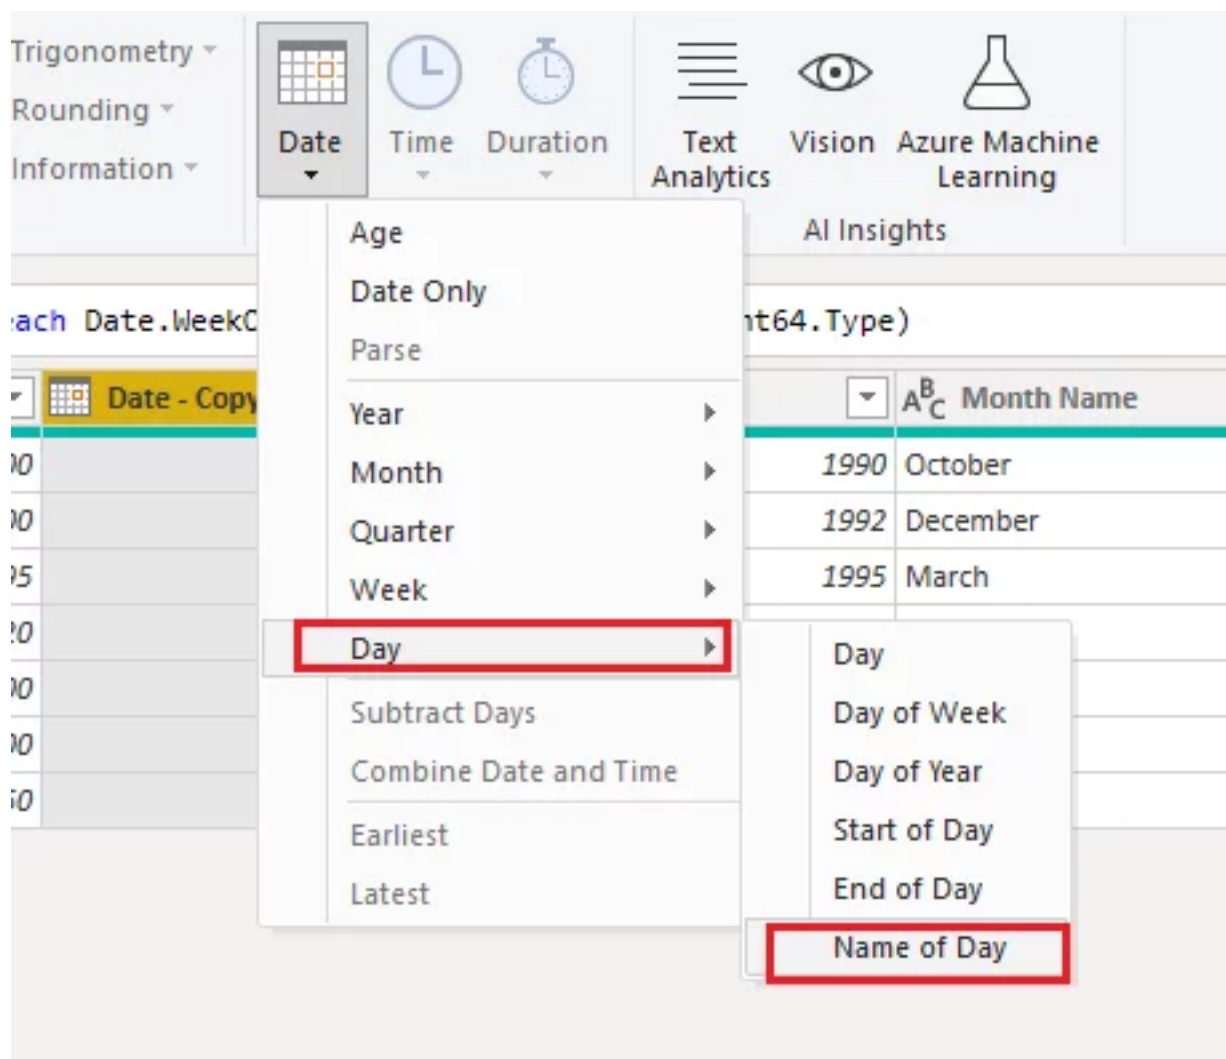 Trigonometry
Rounding
Information
Date
Time
Duration
Text Analytics
Vision
Azure Machine Learning
AI Insights
Age
Date Only
Parse
Year
Month
Quarter
Week
Day
Subtract Days
Combine Date and Time
Earliest
Latest
Day
Day of Week
Day of Year
Start of Day
End of Day
Name of Day
each Date.Week nt64.Type)
Date - Copy
ABC Month Name
1990 October
1992 December
1995 March